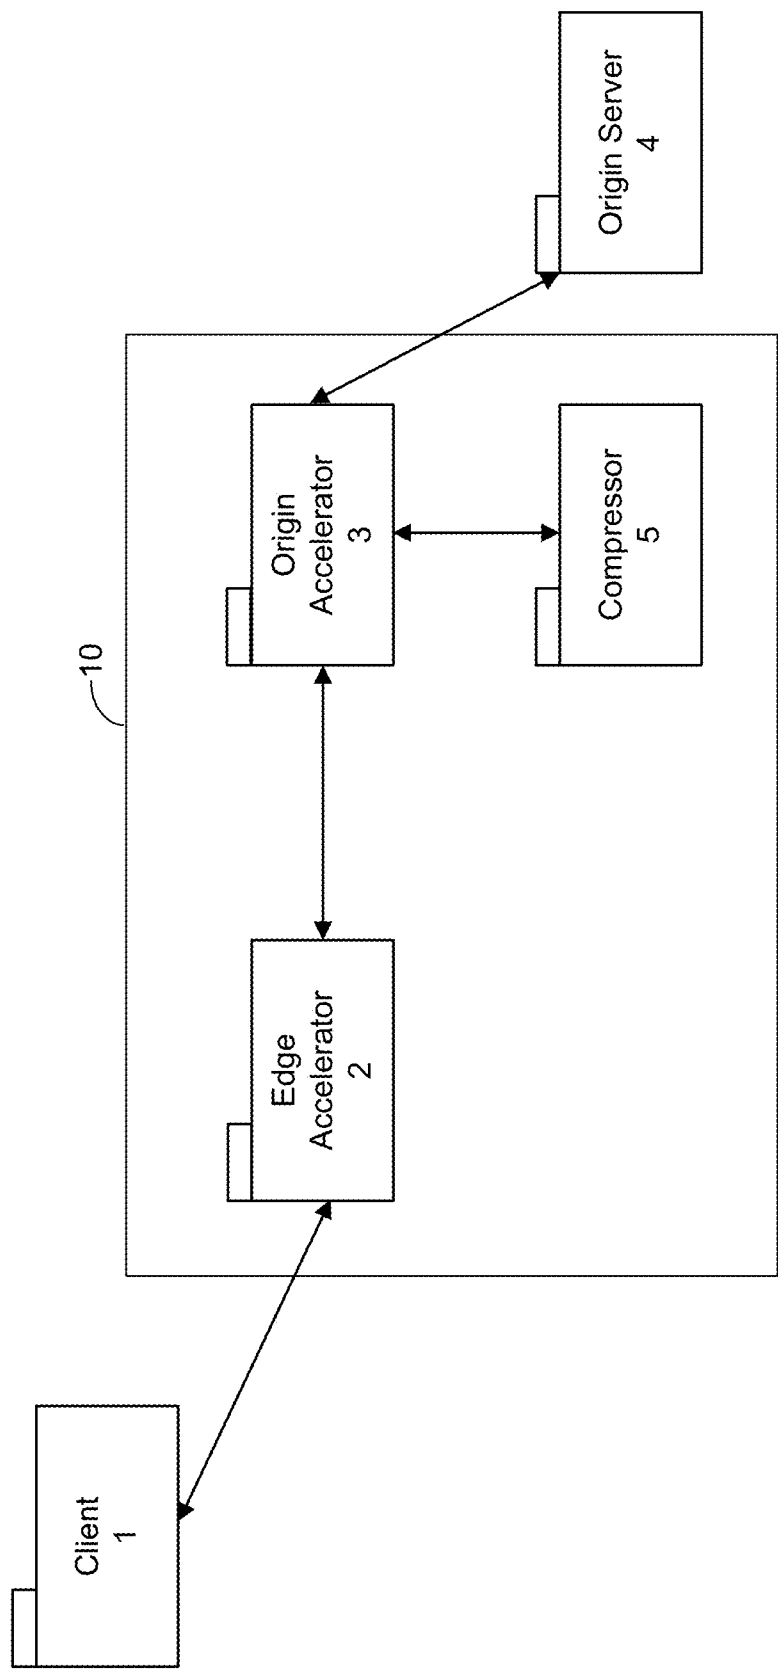 Client
1
10
Edge
Accelerator
2
Origin
Accelerator
3
Compressor
5
Origin Server
4